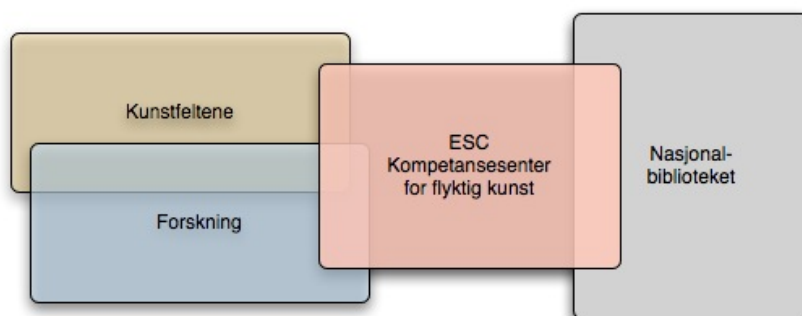 Kunstfeltene
Forskning
ESC
Kompetansesenter
for flyktig kunst
Nasjonal-
biblioteket